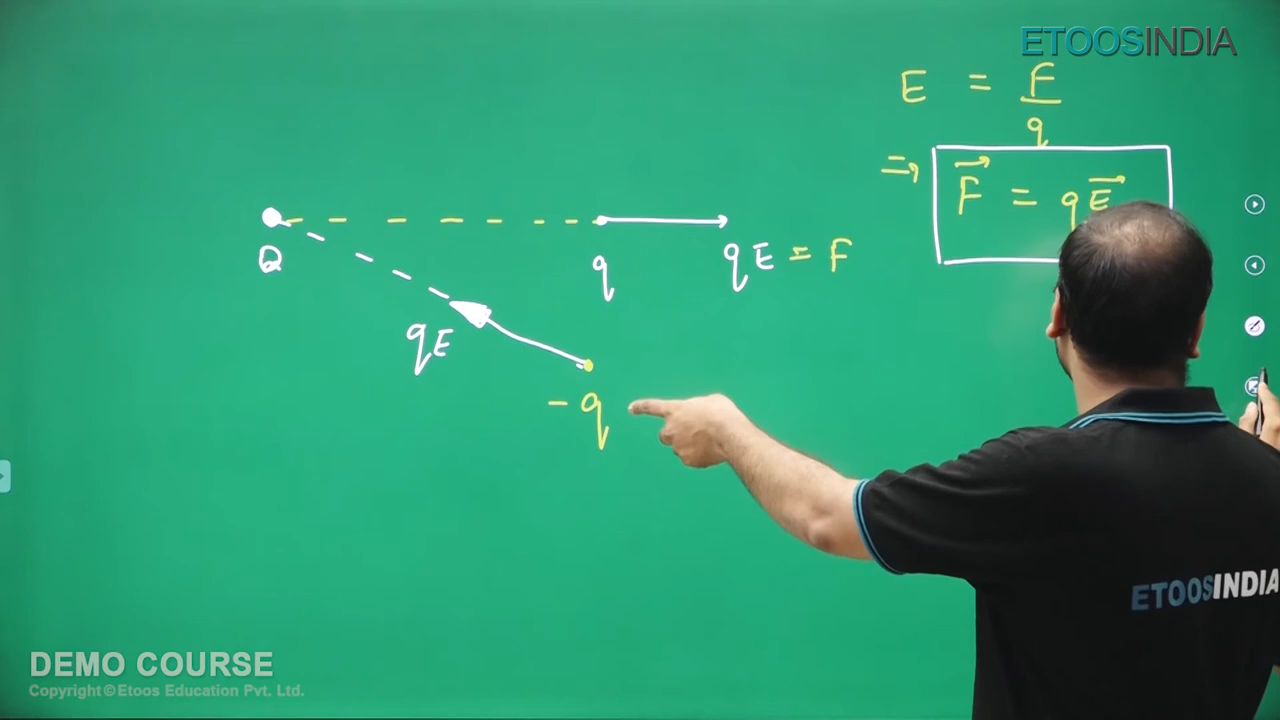 ETOOSINDIA
E = F/q
⇒ F⃗ = qE⃗
Q
q
qE = F
qE
-q
ETOOSINDIA
DEMO COURSE
Copyright © Etoos Education Pvt. Ltd.